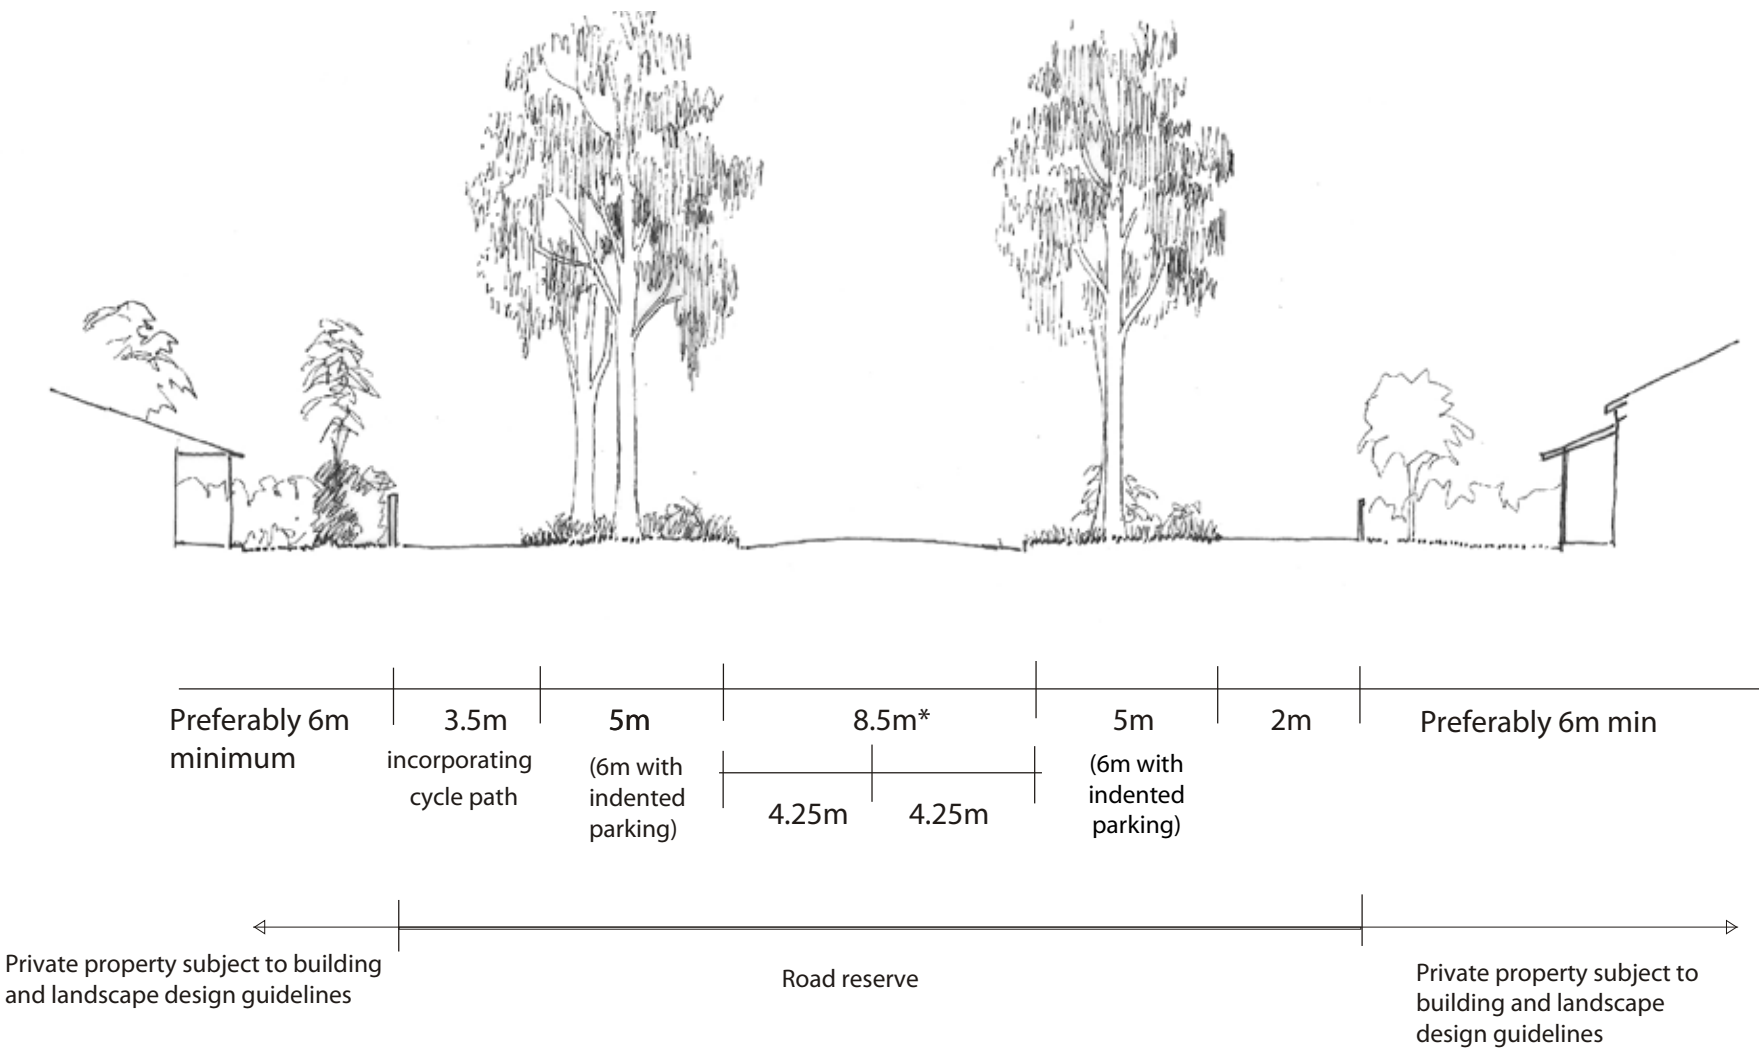 Preferably 6m
minimum
3.5m
incorporating
cycle path
5m
(6m with
indented
parking)
8.5m*
4.25m
4.25m
5m
(6m with
indented
parking)
2m
Preferably 6m min
Private property subject to building
and landscape design guidelines
Road reserve
Private property subject to
building and landscape
design guidelines